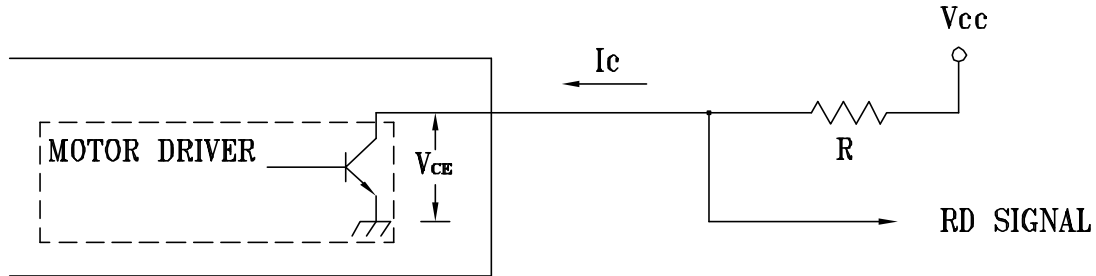 Vcc
Ic
MOTOR DRIVER
VCE
R
RD SIGNAL